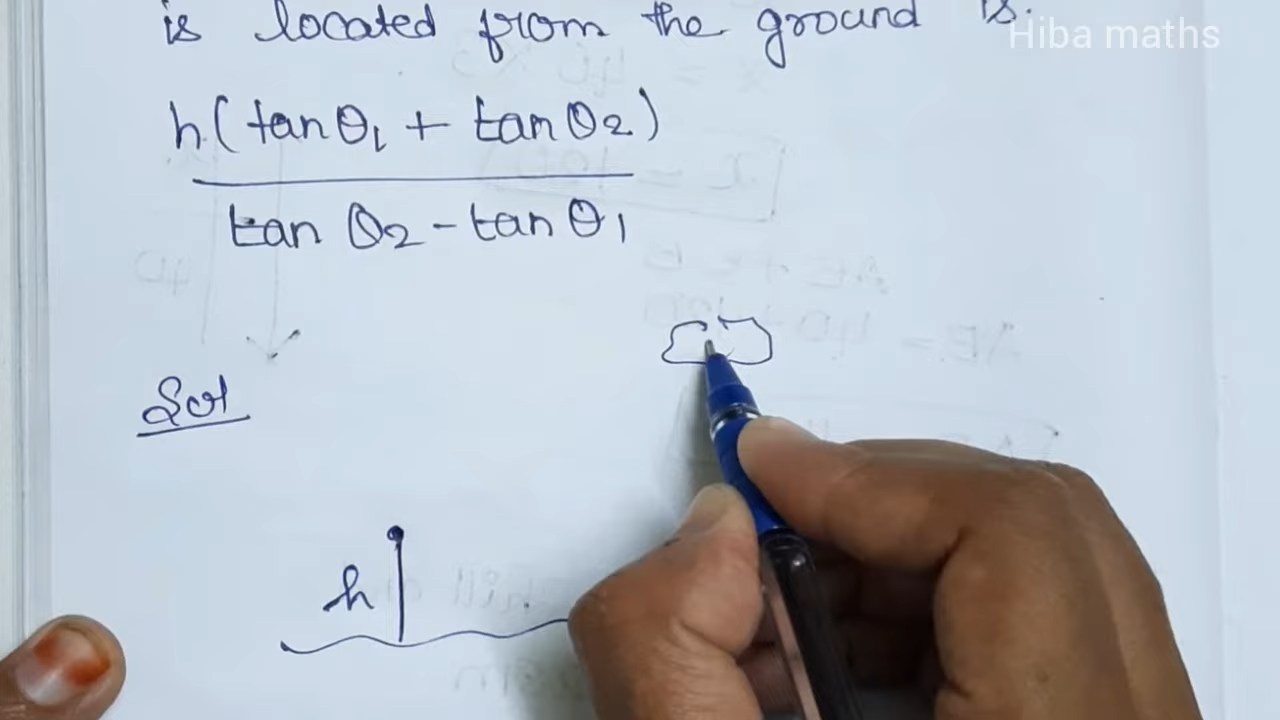 is located from the ground is.
Hiba maths
h(tanθ₁ + tanθ₂)
tanθ₂ - tanθ₁
Sol
h